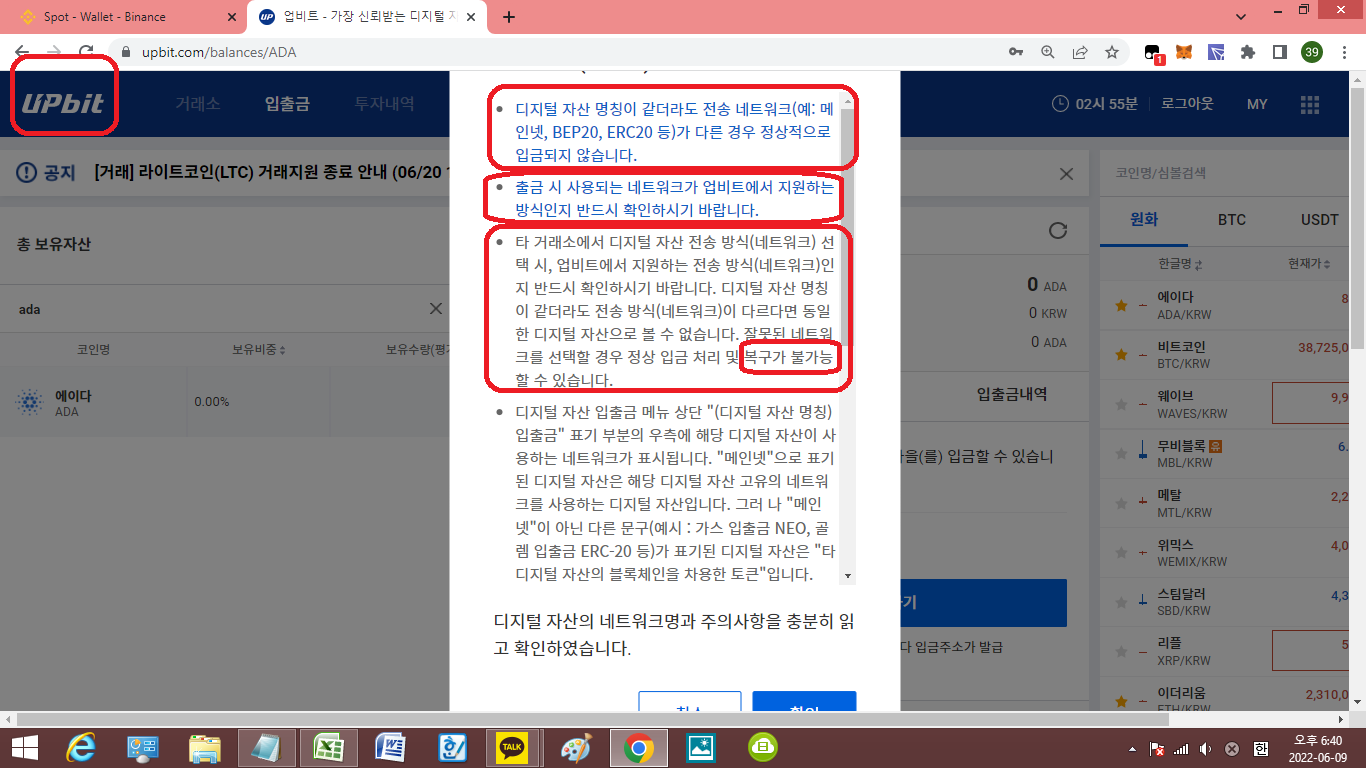 Spot - Wallet - Binance
업비트 - 가장 신뢰받는 디지털 자
upbit.com/balances/ADA
1
39
UPbit
거래소
입출금
투자내역
02시 55분
로그아웃
MY
공지
[거래] 라이트코인(LTC) 거래지원 종료 안내 (06/20
총 보유자산
ada
코인명
보유비중
보유수량(평가
에이다
ADA
0.00%
디지털 자산 명칭이 같더라도 전송 네트워크(예: 메
인넷, BEP20, ERC20 등)가 다른 경우 정상적으로
입금되지 않습니다.
출금 시 사용되는 네트워크가 업비트에서 지원하는
방식인지 반드시 확인하시기 바랍니다.
타 거래소에서 디지털 자산 전송 방식(네트워크) 선
택 시, 업비트에서 지원하는 전송 방식(네트워크)인
지 반드시 확인하시기 바랍니다. 디지털 자산 명칭
이 같더라도 전송 방식(네트워크)이 다르다면 동일
한 디지털 자산으로 볼 수 없습니다. 잘못된 네트워
크를 선택할 경우 정상 입금 처리 및 복구가 불가능
할 수 있습니다.
디지털 자산 입출금 메뉴 상단 "(디지털 자산 명칭)
입출금" 표기 부분의 우측에 해당 디지털 자산이 사
용하는 네트워크가 표시됩니다. "메인넷"으로 표기
된 디지털 자산은 해당 디지털 자산 고유의 네트워
크를 사용하는 디지털 자산입니다. 그러 나 "메인
넷"이 아닌 다른 문구(예시 : 가스 입출금 NEO, 골
렘 입출금 ERC-20 등)가 표기된 디지털 자산은 "타
디지털 자산의 블록체인을 차용한 토큰"입니다.
디지털 자산의 네트워크명과 주의사항을 충분히 읽
고 확인하였습니다.
취소
확인
0 ADA
0 KRW
0 ADA
입출금내역
을(를) 입금할 수 있습니
기
다 입금주소가 발급
코인명/심볼검색
원화
BTC
USDT
한글명
현재가
에이다
ADA/KRW
8
비트코인
BTC/KRW
38,725,0
웨이브
WAVES/KRW
9,9
무비블록 유
MBL/KRW
6.
메탈
MTL/KRW
2,2
위믹스
WEMIX/KRW
4,0
스팀달러
SBD/KRW
4,3
리플
XRP/KRW
5
이더리움
ETH/KRW
2,310,0
TALK
한
오후 6:40
2022-06-09